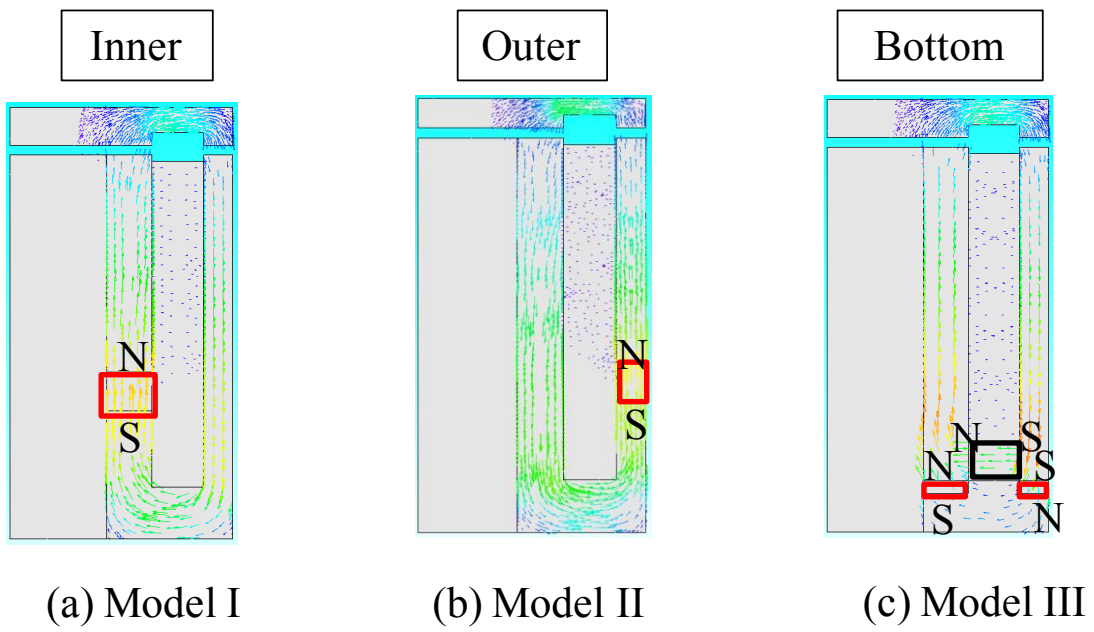 Inner
Outer
Bottom
N
S
N
S
N
S
N
S
S
N
(a) Model I
(b) Model II
(c) Model III